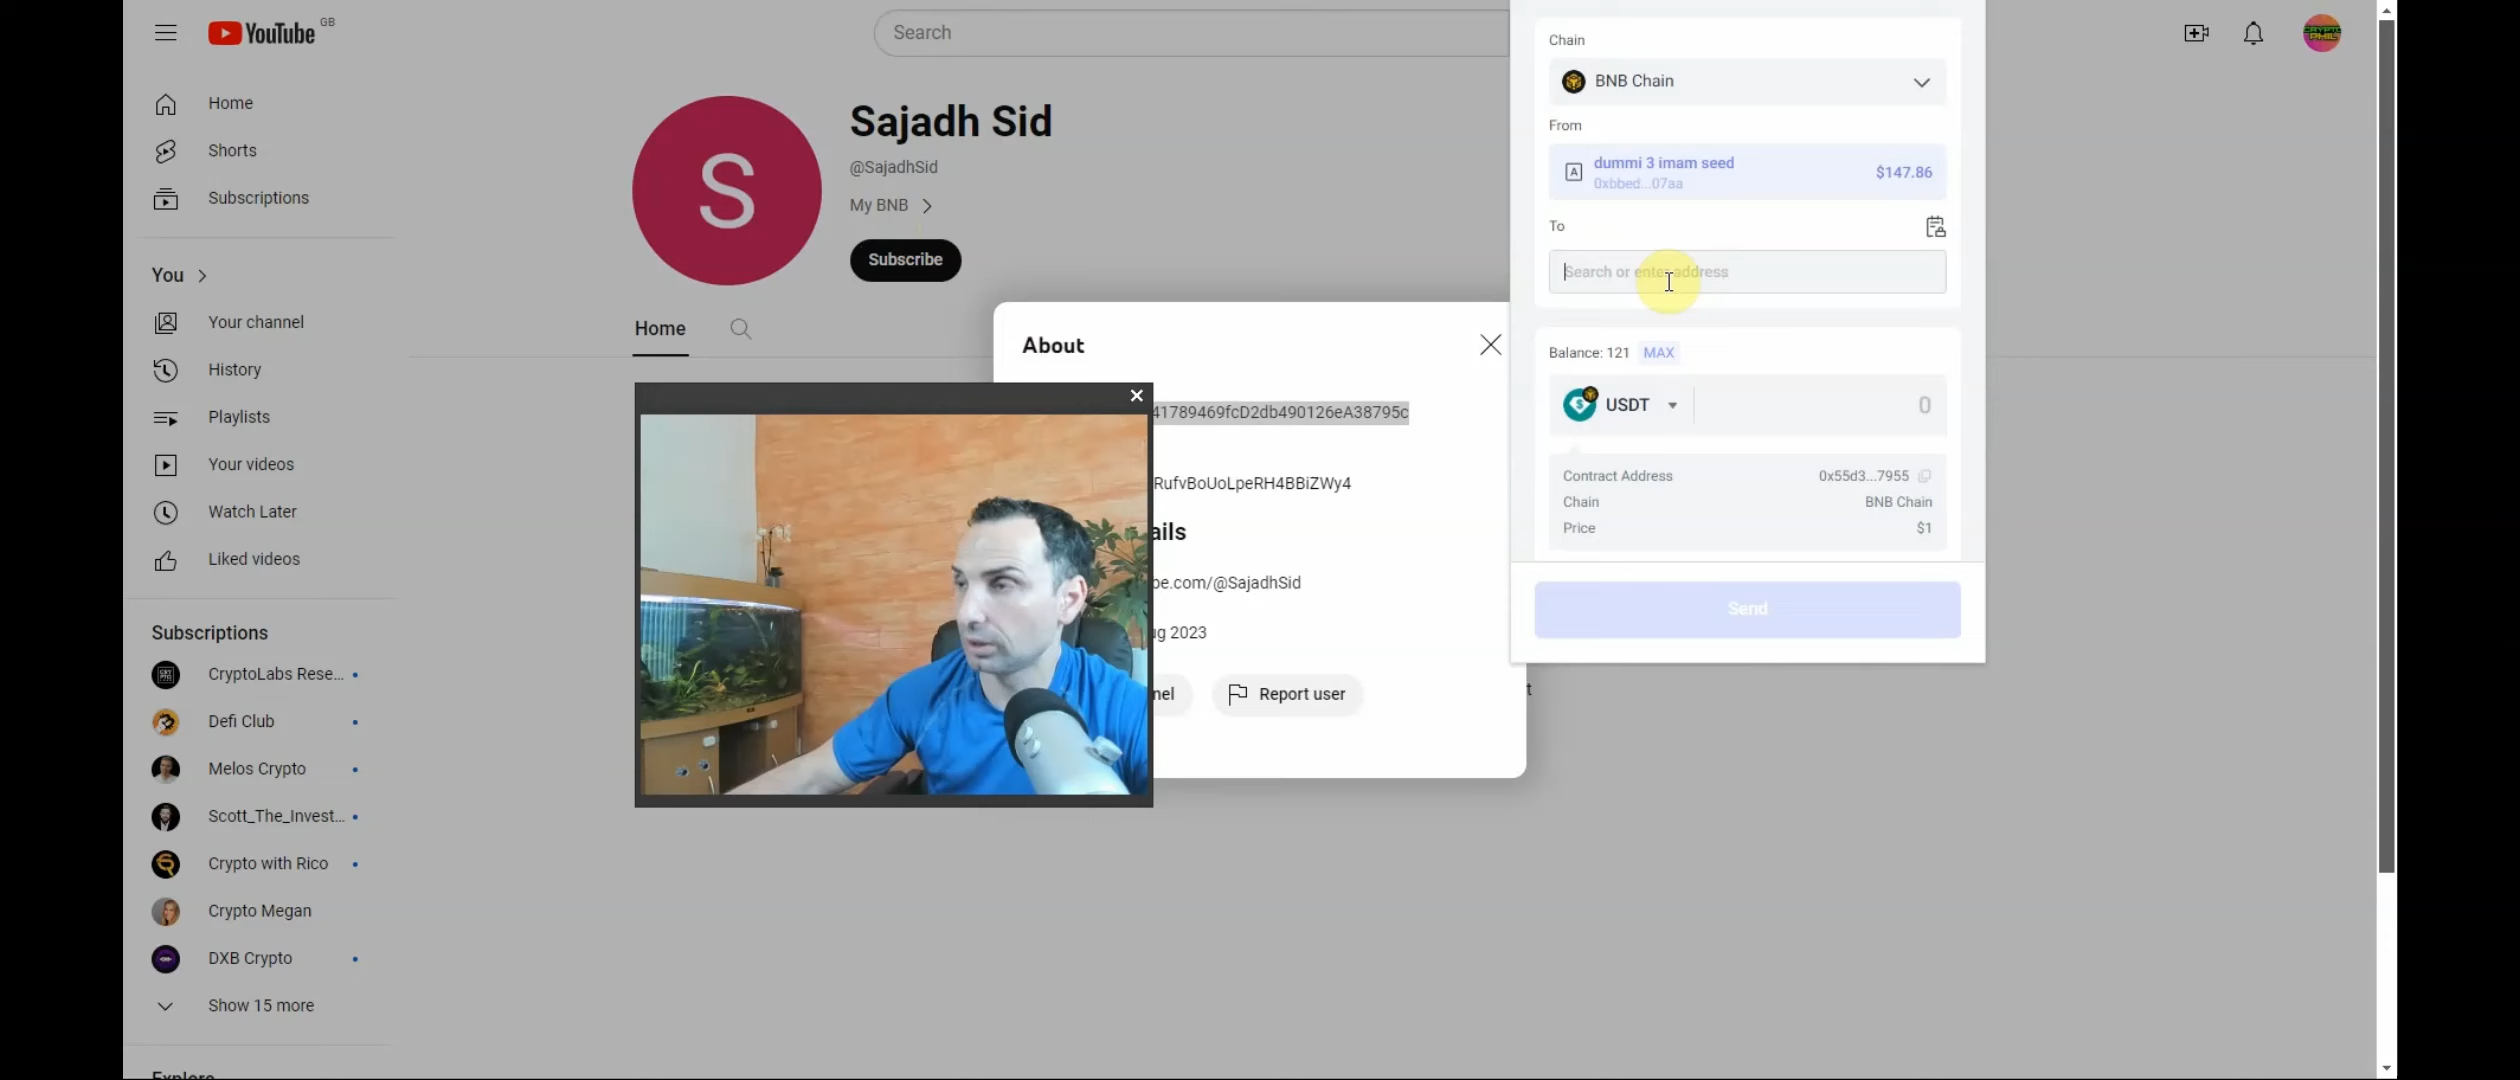 YouTube GB
Search
Home
Shorts
Subscriptions
You
Your channel
History
Playlists
Your videos
Watch Later
Liked videos
Subscriptions
CryptoLabs Rese...
Defi Club
Melos Crypto
Scott_The_Invest...
Crypto with Rico
Crypto Megan
DXB Crypto
Show 15 more
Explore
S
Sajadh Sid
@SajadhSid
My BNB
Subscribe
Home
About
41789469fcD2db490126eA38795c
RufvBoUoLpeRH4BBiZWy4
ails
be.com/@SajadhSid
ug 2023
nel
Report user
t
Chain
BNB Chain
From
A
dummi 3 imam seed
0xbbed...07aa
$147.86
To
Search or enter address
Balance: 121 MAX
USDT
0
Contract Address 0x55d3...7955
Chain BNB Chain
Price $1
Send
CRYPTO
PHIL